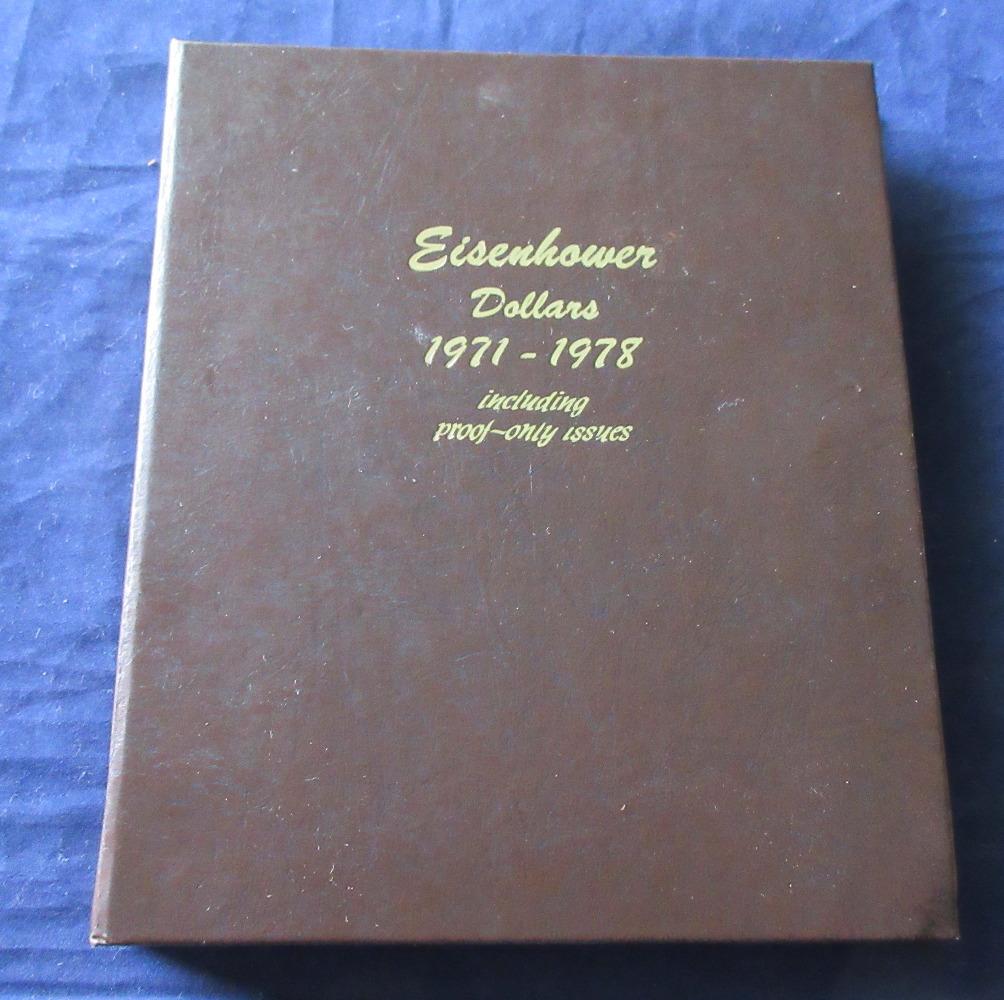 Eisenhower
Dollars
1971 - 1978
including
proof-only issues